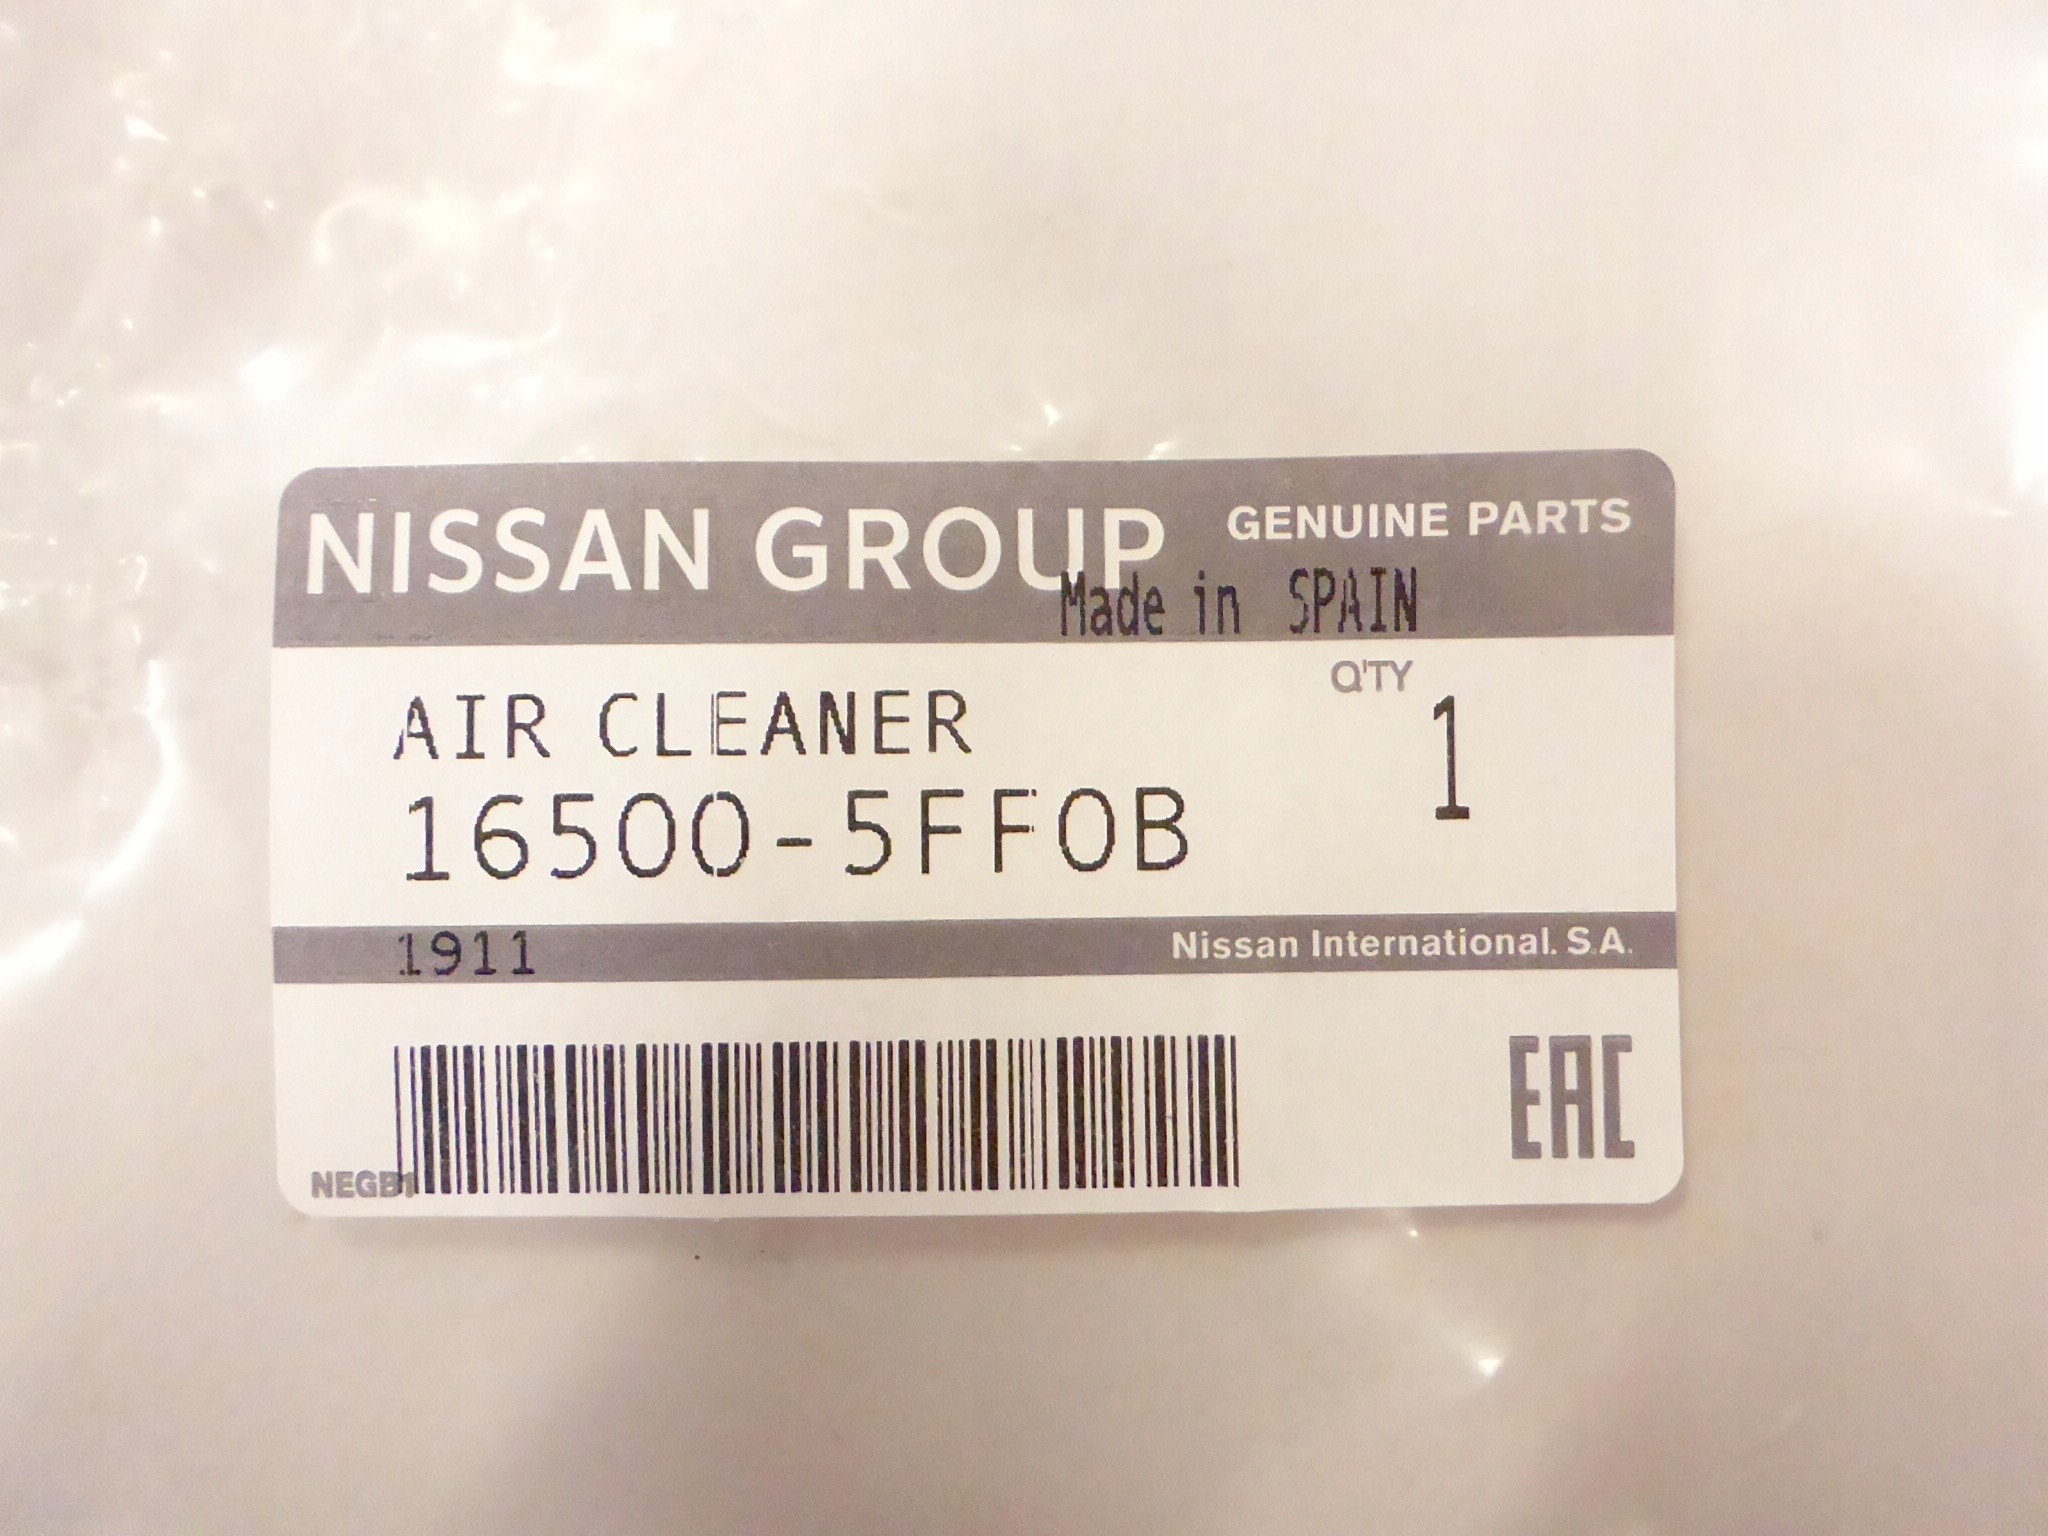 NISSAN GROUP GENUINE PARTS
Made in SPAIN
Q'TY
AIR CLEANER
1
16500-5FF0B
1911 Nissan International. S.A.
EAC
NEGB1